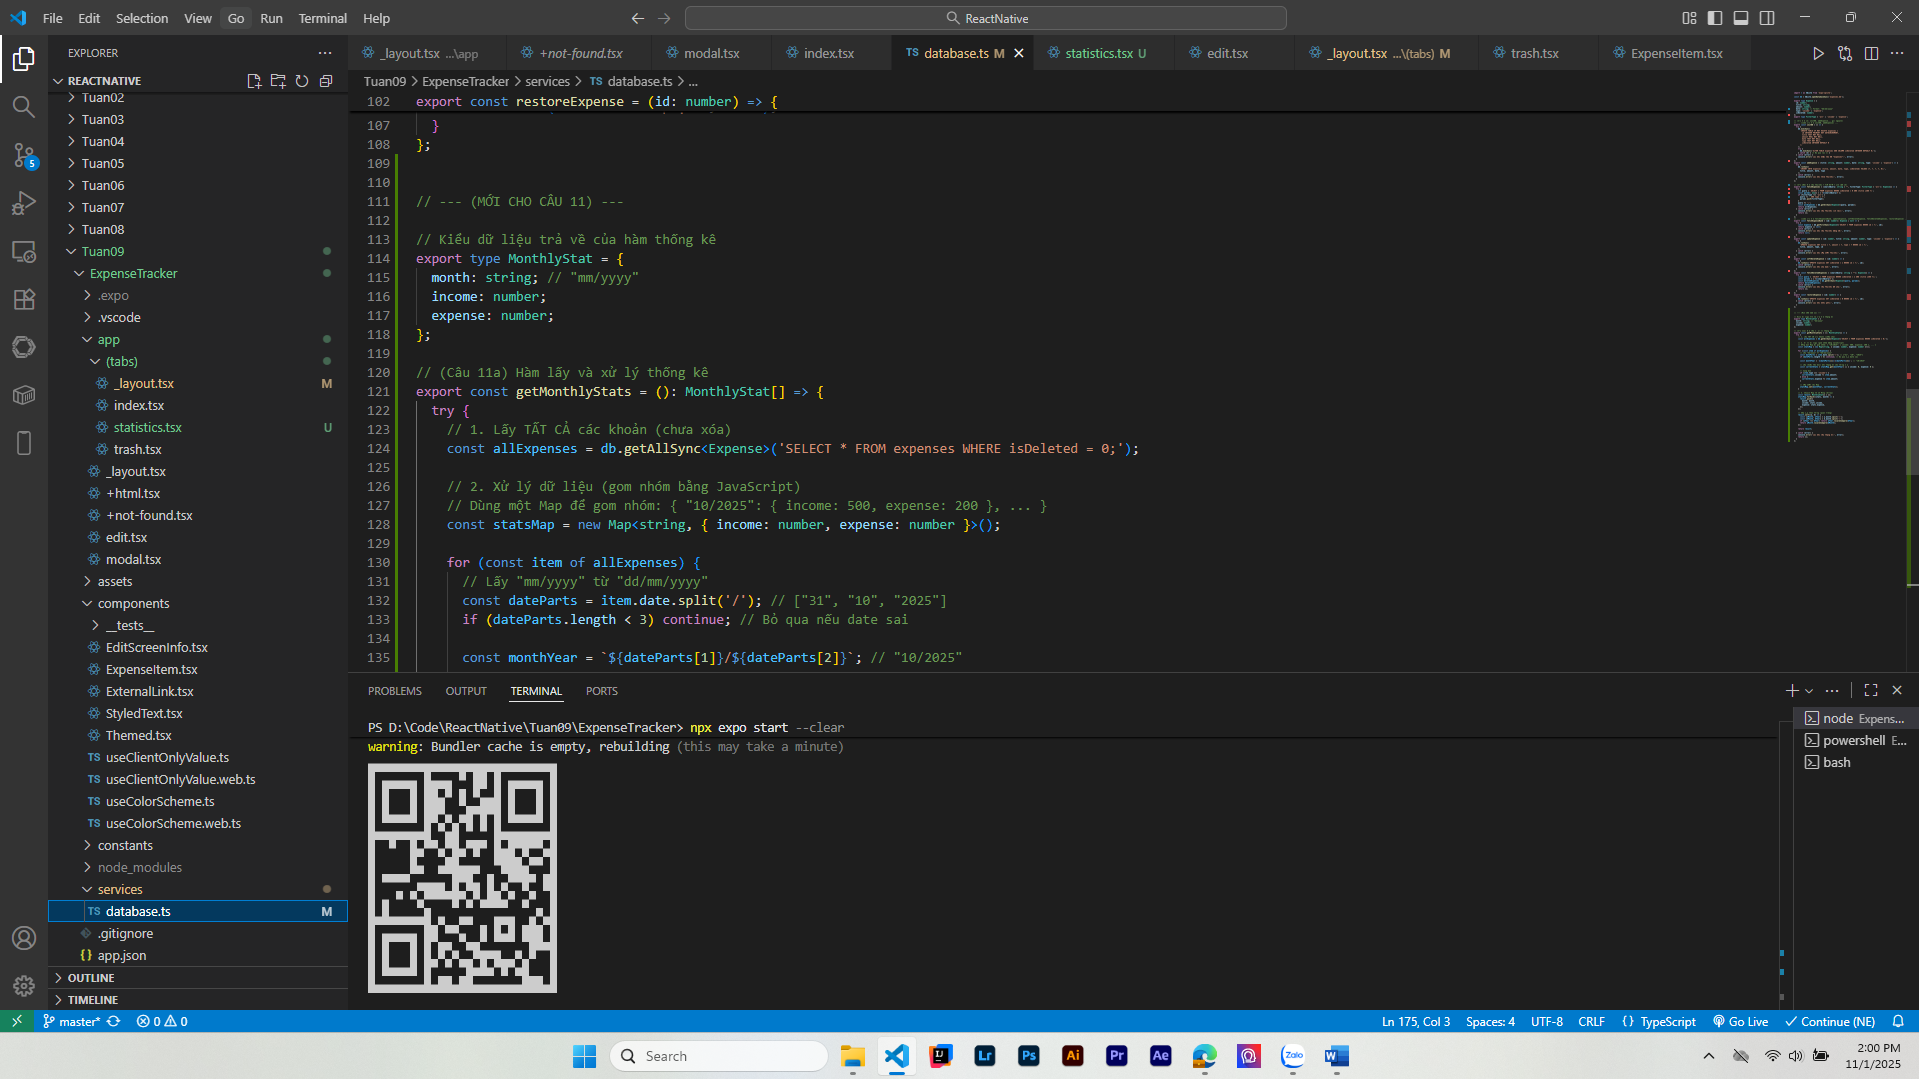 File Edit Selection View Go Run Terminal Help
ReactNative
EXPLORER
REACTNATIVE
Tuan02
Tuan03
Tuan04
Tuan05
Tuan06
Tuan07
Tuan08
Tuan09
ExpenseTracker
.expo
.vscode
app
(tabs)
_layout.tsx M
index.tsx
statistics.tsx U
trash.tsx
_layout.tsx
+html.tsx
+not-found.tsx
edit.tsx
modal.tsx
assets
components
__tests__
EditScreenInfo.tsx
ExpenseItem.tsx
ExternalLink.tsx
StyledText.tsx
Themed.tsx
TS useClientOnlyValue.ts
TS useClientOnlyValue.web.ts
TS useColorScheme.ts
TS useColorScheme.web.ts
constants
node_modules
services
TS database.ts M
.gitignore
{} app.json
OUTLINE
TIMELINE
5
_layout.tsx ...\app
+not-found.tsx
modal.tsx
index.tsx
TS database.ts M
statistics.tsx U
edit.tsx
_layout.tsx ...\(tabs) M
trash.tsx
ExpenseItem.tsx
Tuan09 > ExpenseTracker > services > TS database.ts > ...
102 export const restoreExpense = (id: number) => {
107 }
108 };
109
110
111 // --- (MỚI CHO CÂU 11) ---
112
113 // Kiểu dữ liệu trả về của hàm thống kê
114 export type MonthlyStat = {
115 month: string; // "mm/yyyy"
116 income: number;
117 expense: number;
118 };
119
120 // (Câu 11a) Hàm lấy và xử lý thống kê
121 export const getMonthlyStats = (): MonthlyStat[] => {
122 try {
123 // 1. Lấy TẤT CẢ các khoản (chưa xóa)
124 const allExpenses = db.getAllSync<Expense>('SELECT * FROM expenses WHERE isDeleted = 0;');
125
126 // 2. Xử lý dữ liệu (gom nhóm bằng JavaScript)
127 // Dùng một Map để gom nhóm: { "10/2025": { income: 500, expense: 200 }, ... }
128 const statsMap = new Map<string, { income: number, expense: number }>();
129
130 for (const item of allExpenses) {
131 // Lấy "mm/yyyy" từ "dd/mm/yyyy"
132 const dateParts = item.date.split('/'); // ["31", "10", "2025"]
133 if (dateParts.length < 3) continue; // Bỏ qua nếu date sai
134
135 const monthYear = `${dateParts[1]}/${dateParts[2]}`; // "10/2025"
PROBLEMS OUTPUT TERMINAL PORTS
PS D:\Code\ReactNative\Tuan09\ExpenseTracker> npx expo start --clear
warning: Bundler cache is empty, rebuilding (this may take a minute)
node Expens...
powershell E...
bash
master* 0 0
Ln 175, Col 3 Spaces: 4 UTF-8 CRLF {} TypeScript Go Live Continue (NE)
Search
Lr
Ps
Ai
Pr
Ae
Zalo
W
2:00 PM
11/1/2025